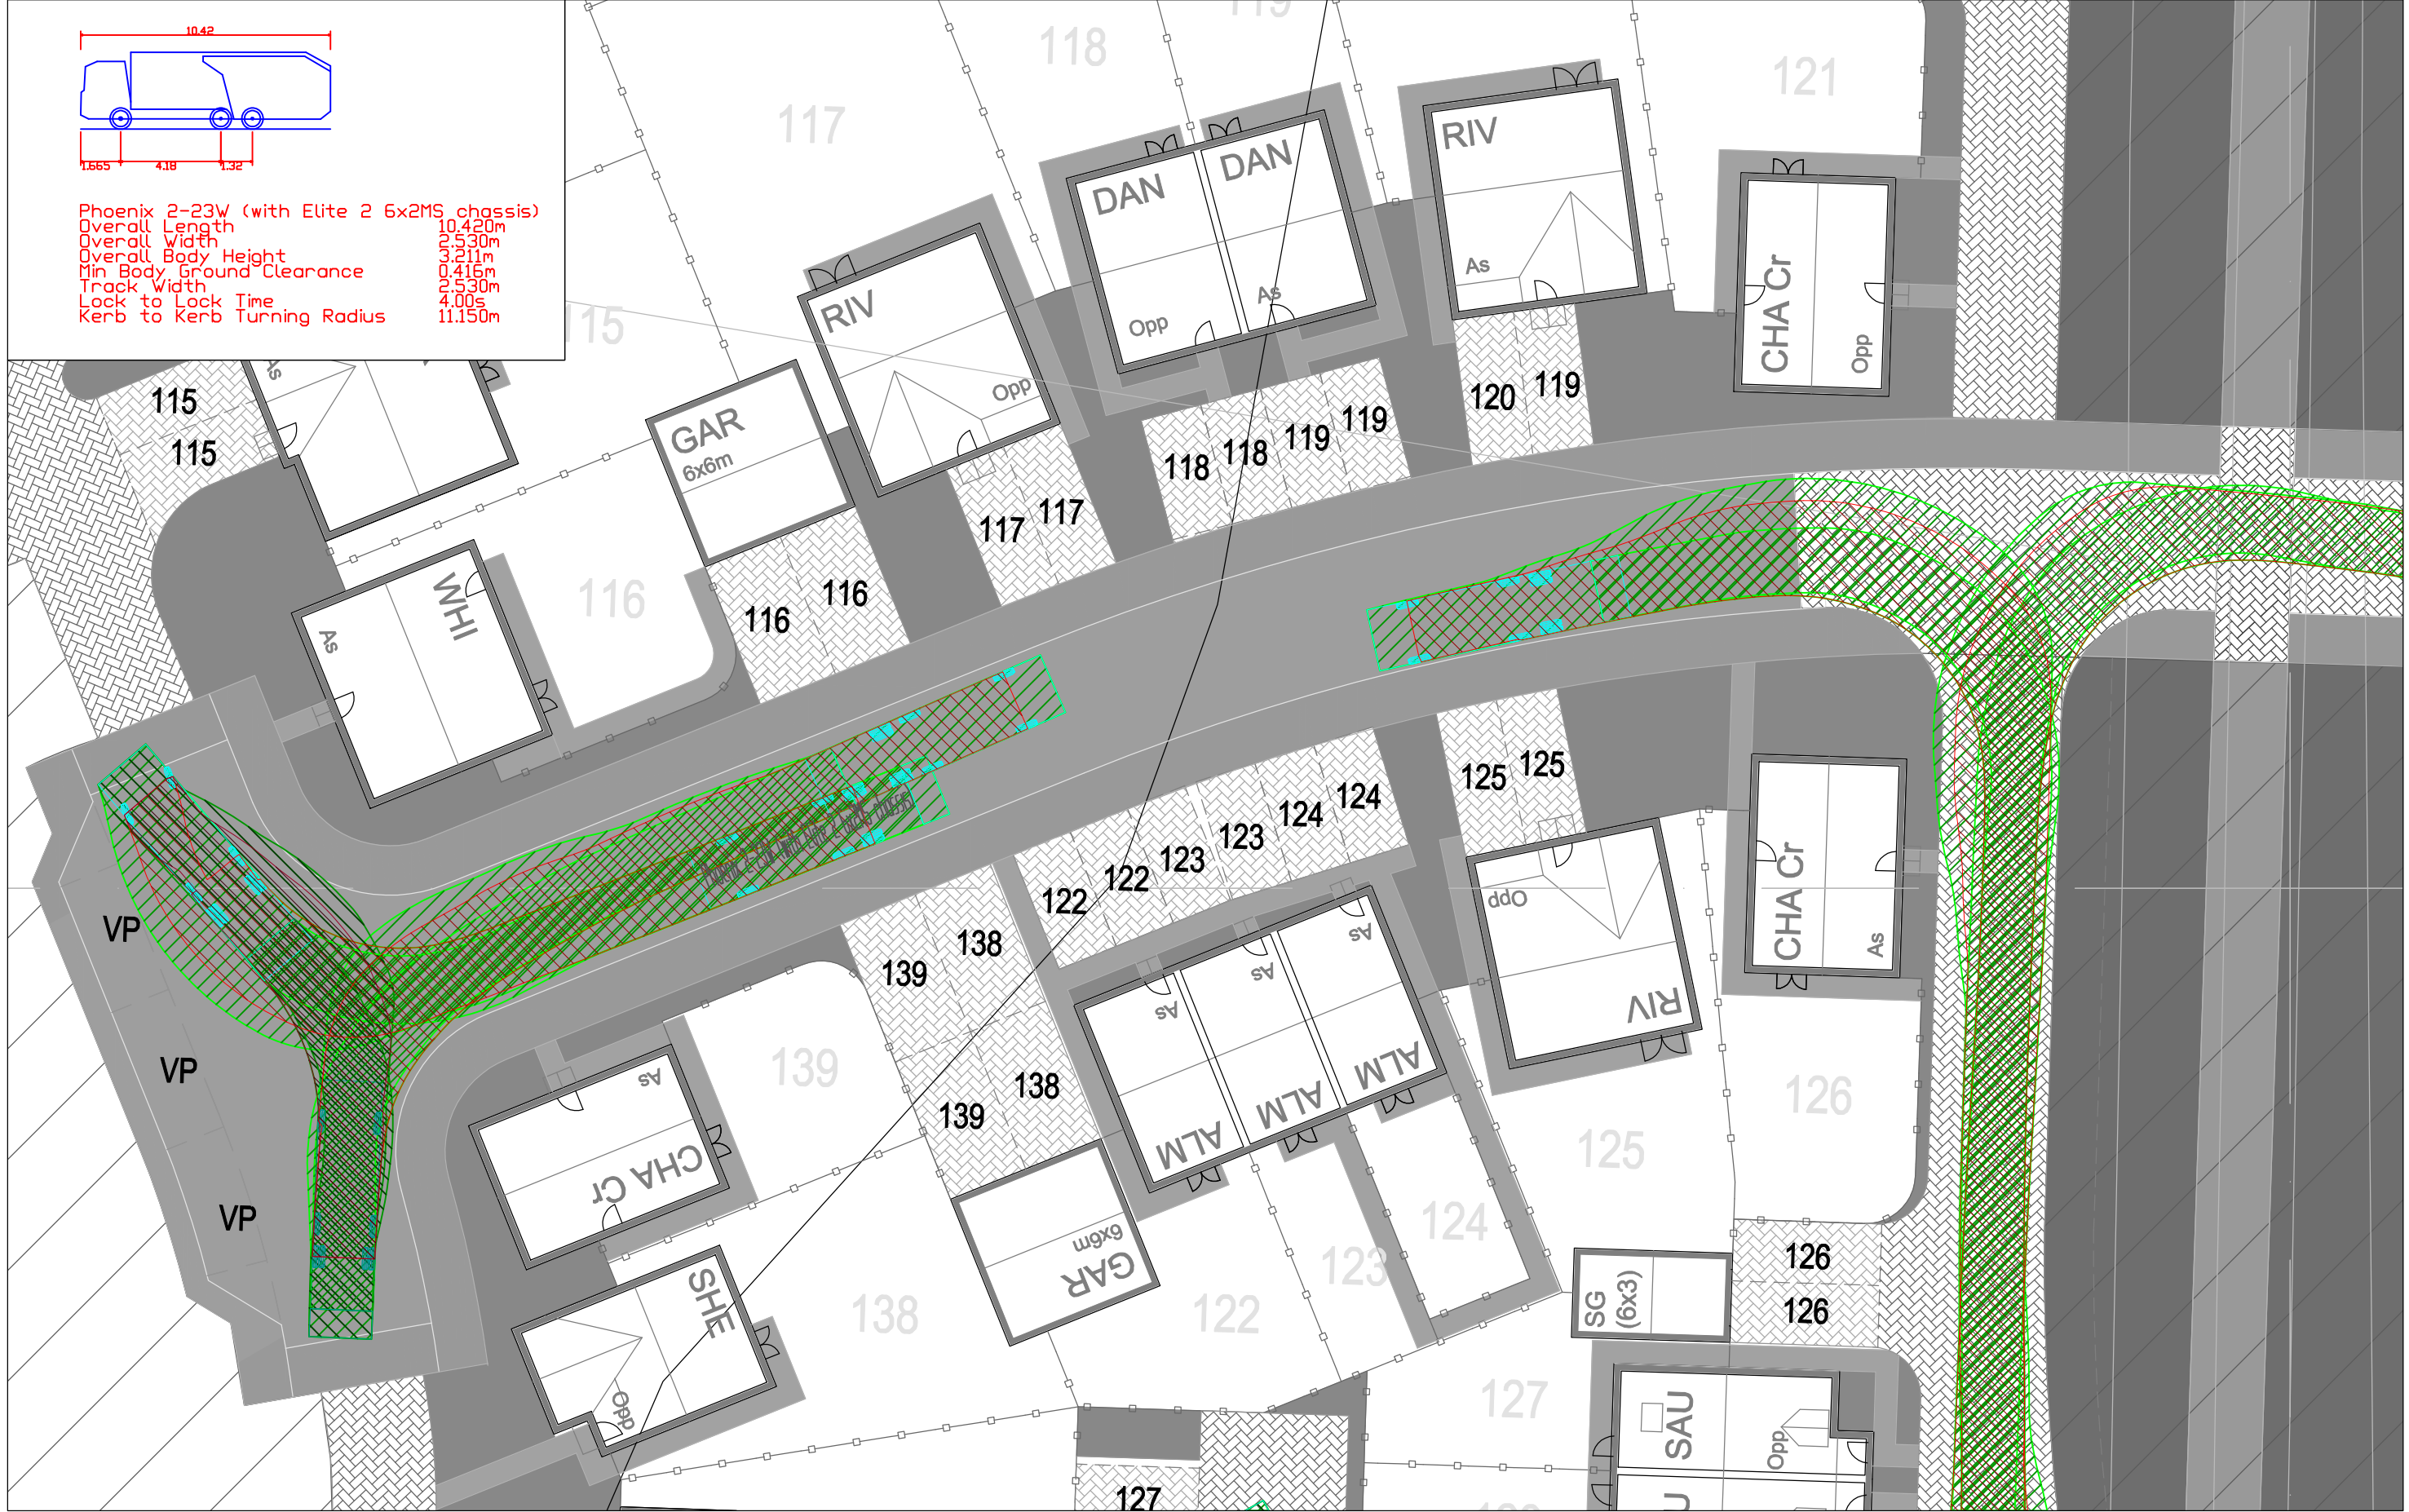 10.42
1.665
4.18
1.32
Phoenix 2-23W (with Elite 2 6x2MS chassis)
Overall Length 10.420m
Overall Width 2.530m
Overall Body Height 3.211m
Min Body Ground Clearance 0.416m
Track Width 2.530m
Lock to Lock Time 4.00s
Kerb to Kerb Turning Radius 11.150m
118
119
117
121
115
116
RIV
Opp
DAN
DAN
Opp
As
RIV
As
CHA Cr
Opp
GAR
6x6m
As
115
115
WHI
As
116
116
117
117
118
118
119
119
120
119
VP
VP
VP
125
125
122
122
123
123
124
124
139
138
139
138
As
As
As
ALM
ALM
ALM
Opp
RIV
CHA Cr
As
As
CHA Cr
139
SHE
Opp
138
GAR
6x6m
122
123
124
125
126
126
126
SG
(6x3)
127
SAU
Opp
127